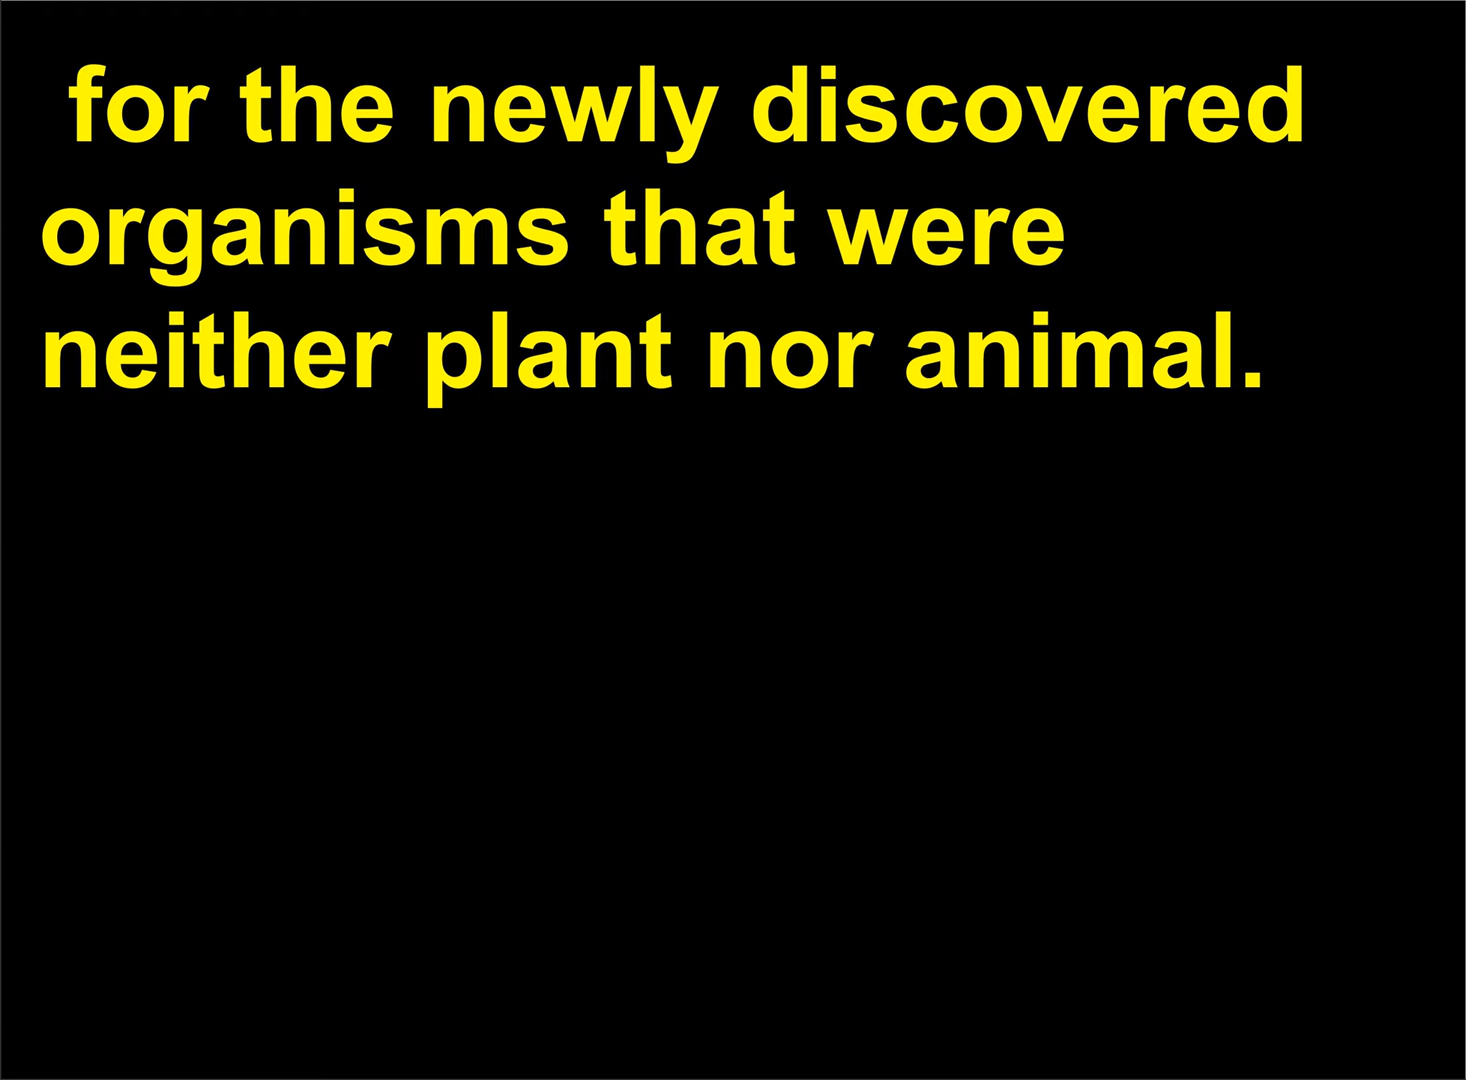 for the newly discovered
organisms that were
neither plant nor animal.